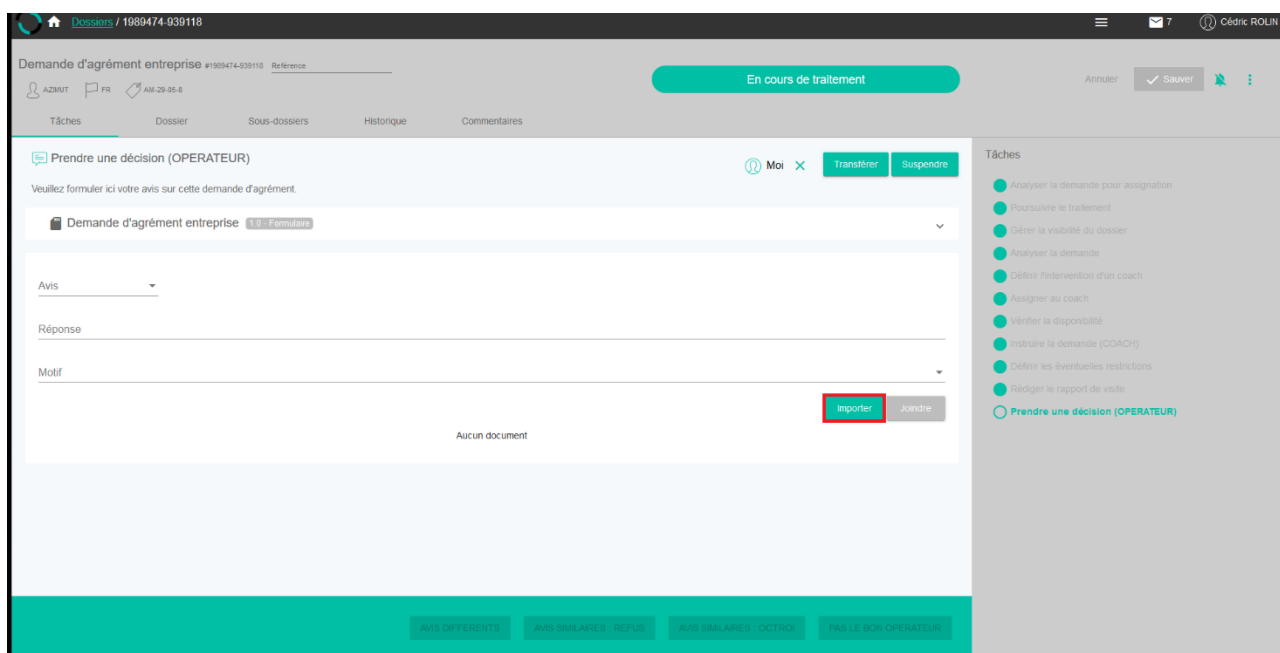 Dossiers / 1989474-939118
7
Cédric ROLIN
Demande d'agrément entreprise #1989474-939118 Référence
AZIMUT FR AM-29-05-8
En cours de traitement
Annuler Sauver
Tâches Dossier Sous-dossiers Historique Commentaires
Prendre une décision (OPERATEUR)
Moi Transférer Suspendre
Veuillez formuler ici votre avis sur cette demande d'agrément.
Demande d'agrément entreprise 1.0 - Formulaire
Avis
Réponse
Motif
Importer Joindre
Aucun document
Tâches
Analyser la demande pour assignation
Poursuivre le traitement
Gérer la visibilité du dossier
Analyser la demande
Définir l'intervention d'un coach
Assigner au coach
Vérifier la disponibilité
Instruire la demande (COACH)
Définir les éventuelles restrictions
Rédiger le rapport de visite
Prendre une décision (OPERATEUR)
AVIS DIFFERENTS AVIS SIMILAIRES : REFUS AVIS SIMILAIRES : OCTROI PAS LE BON OPERATEUR